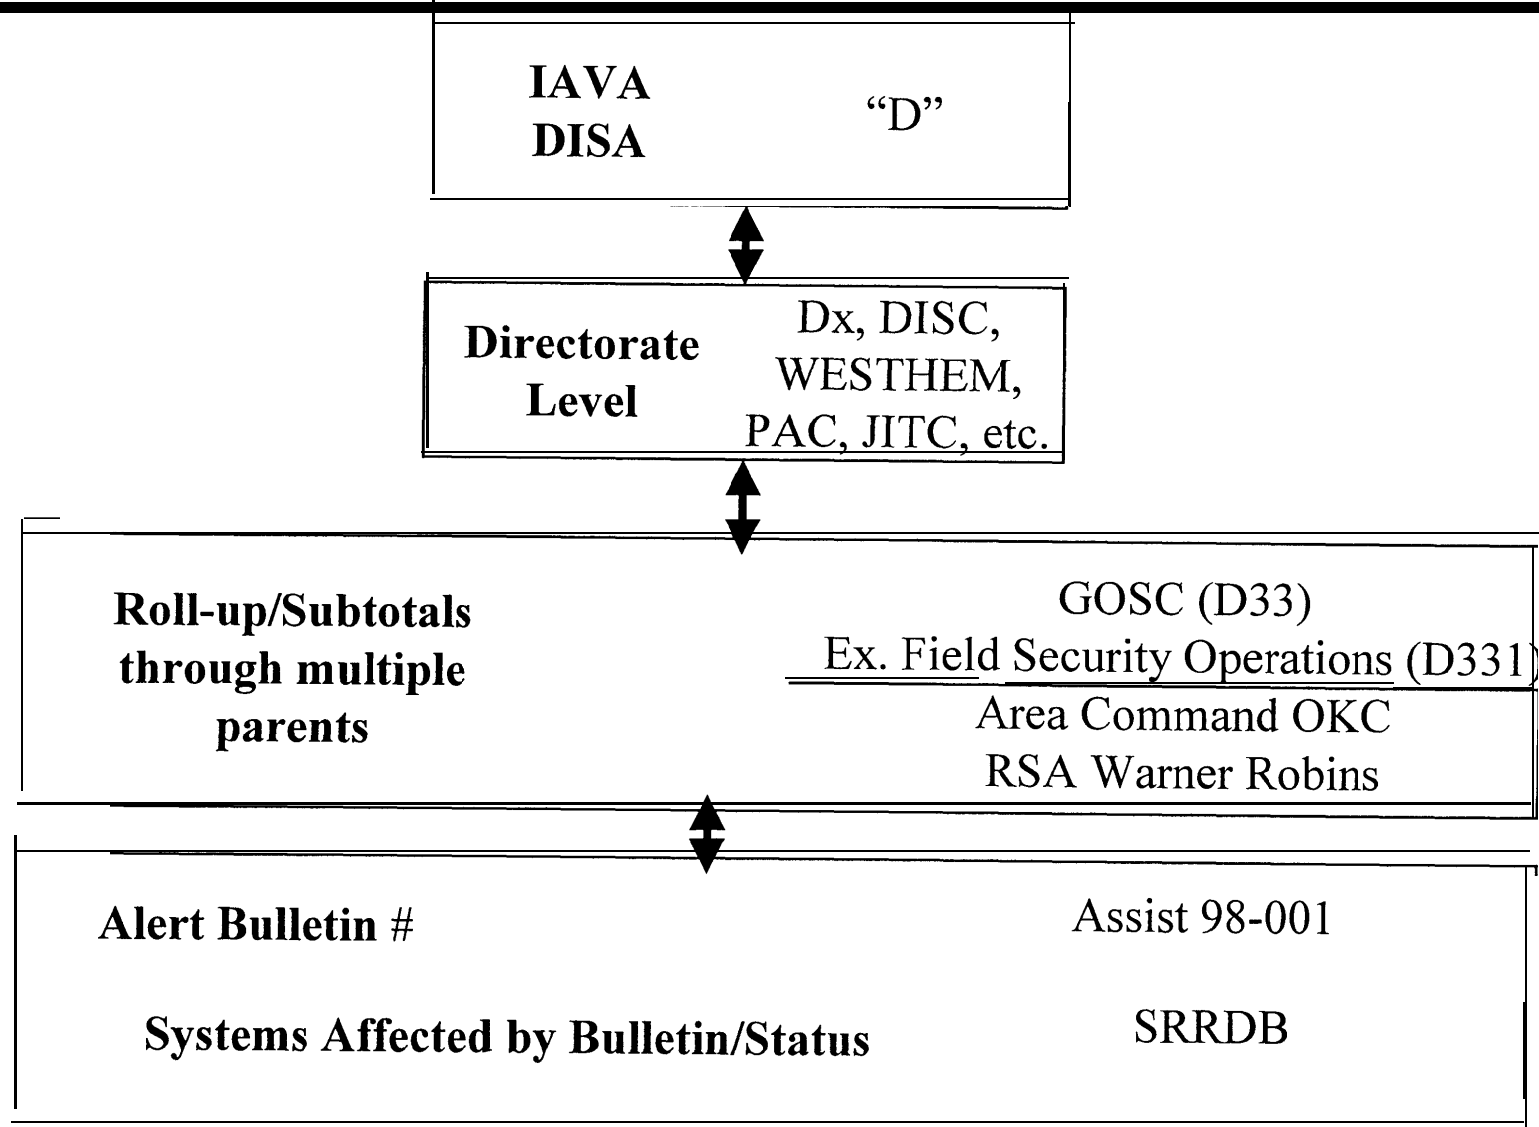 IAVA
DISA
“D”
Directorate
Level
Dx, DISC,
WESTHEM,
PAC, JITC, etc.
Roll-up/Subtotals
through multiple
parents
GOSC (D33)
Ex. Field Security Operations (D331)
Area Command OKC
RSA Warner Robins
Alert Bulletin #
Assist 98-001
Systems Affected by Bulletin/Status
SRRDB